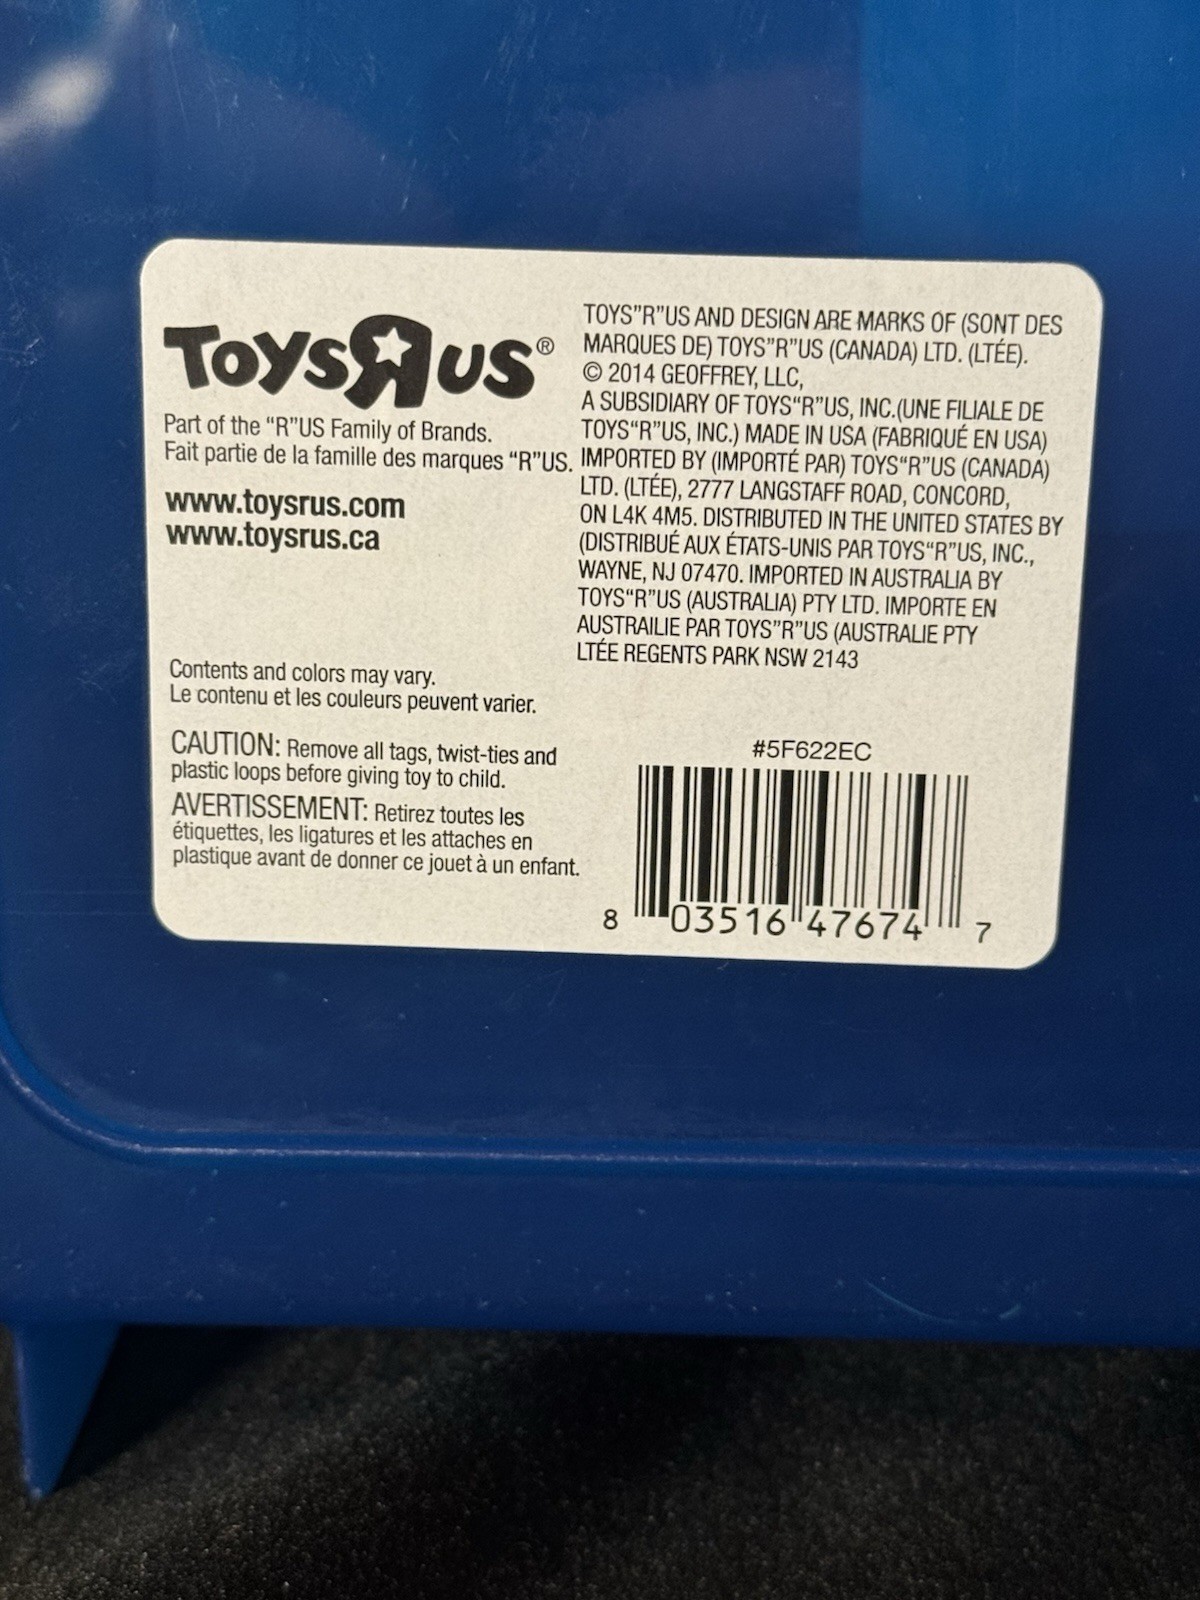 ToysRus®
Part of the “R”US Family of Brands.
Fait partie de la famille des marques “R”US.
www.toysrus.com
www.toysrus.ca
Contents and colors may vary.
Le contenu et les couleurs peuvent varier.
CAUTION: Remove all tags, twist-ties and
plastic loops before giving toy to child.
AVERTISSEMENT: Retirez toutes les
étiquettes, les ligatures et les attaches en
plastique avant de donner ce jouet à un enfant.
TOYS”R”US AND DESIGN ARE MARKS OF (SONT DES
MARQUES DE) TOYS”R”US (CANADA) LTD. (LTÉE).
© 2014 GEOFFREY, LLC,
A SUBSIDIARY OF TOYS“R”US, INC.(UNE FILIALE DE
TOYS“R”US, INC.) MADE IN USA (FABRIQUÉ EN USA)
IMPORTED BY (IMPORTÉ PAR) TOYS“R”US (CANADA)
LTD. (LTÉE), 2777 LANGSTAFF ROAD, CONCORD,
ON L4K 4M5. DISTRIBUTED IN THE UNITED STATES BY
(DISTRIBUÉ AUX ÉTATS-UNIS PAR TOYS“R”US, INC.,
WAYNE, NJ 07470. IMPORTED IN AUSTRALIA BY
TOYS“R”US (AUSTRALIA) PTY LTD. IMPORTE EN
AUSTRAILIE PAR TOYS”R”US (AUSTRALIE PTY
LTÉE REGENTS PARK NSW 2143
#5F622EC
8 03516 47674 7